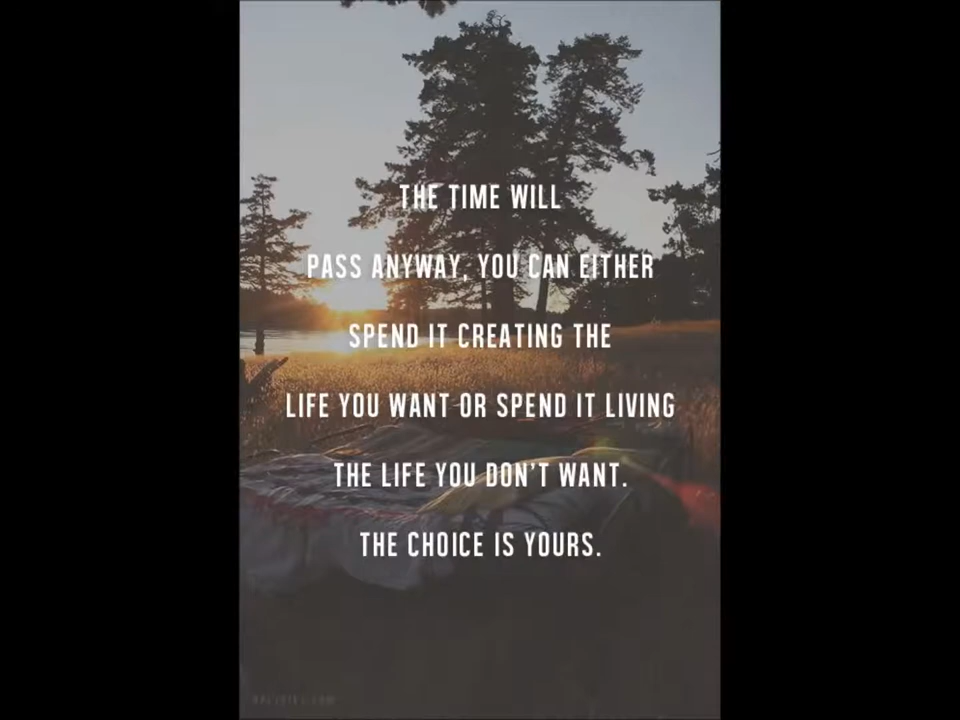 THE TIME WILL
PASS ANYWAY, YOU CAN EITHER
SPEND IT CREATING THE
LIFE YOU WANT OR SPEND IT LIVING
THE LIFE YOU DON'T WANT.
THE CHOICE IS YOURS.